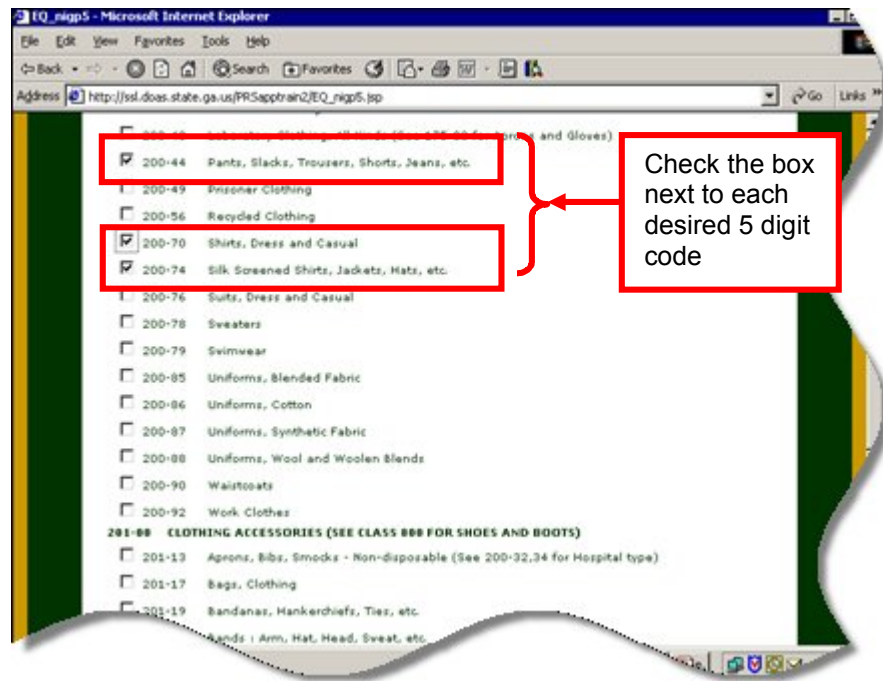 EQ_nigp5 - Microsoft Internet Explorer
File Edit View Favorites Tools Help
Back Search Favorites
Address http://ssl.doas.state.ga.us/PRSapptrain2/EQ_nigp5.jsp Go Links »
and Gloves)
200-44 Pants, Slacks, Trousers, Shorts, Jeans, etc.
200-49 Prisoner Clothing
200-56 Recycled Clothing
200-70 Shirts, Dress and Casual
200-74 Silk Screened Shirts, Jackets, Hats, etc.
200-76 Suits, Dress and Casual
200-78 Sweaters
200-79 Swimwear
200-85 Uniforms, Blended Fabric
200-86 Uniforms, Cotton
200-87 Uniforms, Synthetic Fabric
200-88 Uniforms, Wool and Woolen Blends
200-90 Waistcoats
200-92 Work Clothes
201-00 CLOTHING ACCESSORIES (SEE CLASS 800 FOR SHOES AND BOOTS)
201-13 Aprons, Bibs, Smocks - Non-disposable (See 200-32,34 for Hospital type)
201-17 Bags, Clothing
201-19 Bandanas, Hankerchiefs, Ties, etc.
Bands : Arm, Hat, Head, Sweat, etc.
Check the box
next to each
desired 5 digit
code